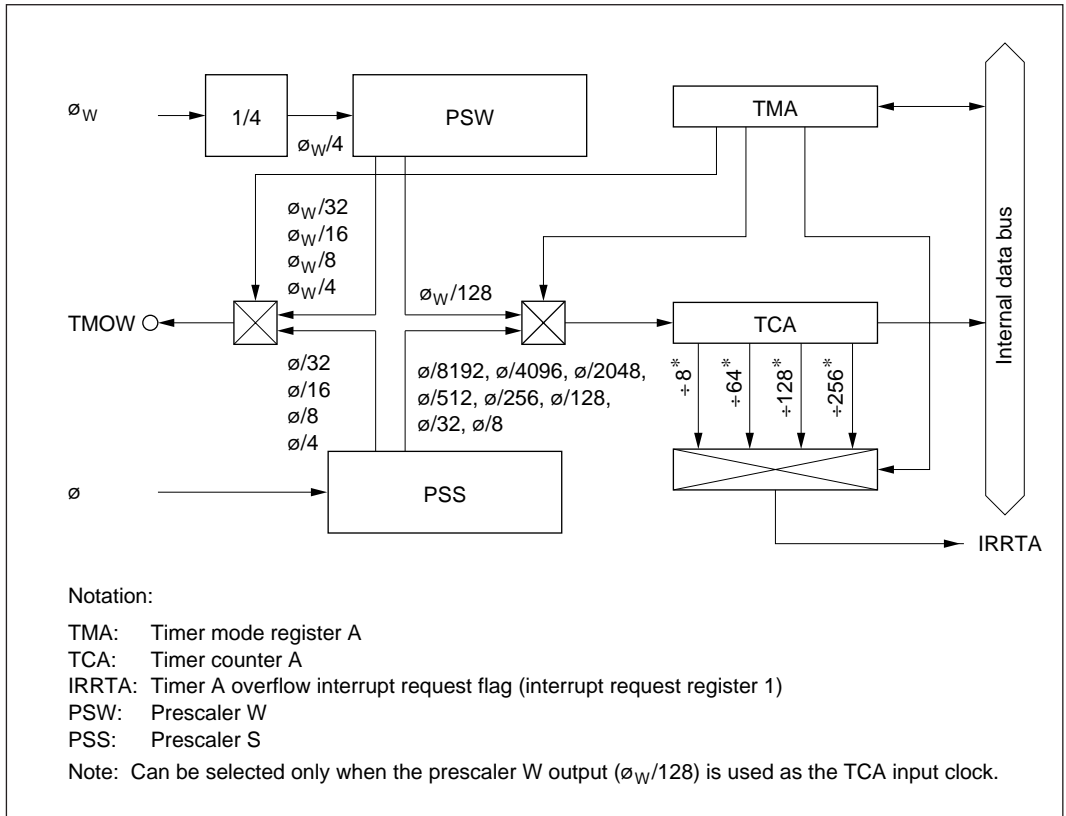 øW
1/4
PSW
TMA
øW/4
øW/32
øW/16
øW/8
øW/4
øW/128
TMOW
TCA
Internal data bus
ø/32
ø/16
ø/8
ø/4
ø/8192, ø/4096, ø/2048,
ø/512, ø/256, ø/128,
ø/32, ø/8
÷8*
÷64*
÷128*
÷256*
ø
PSS
IRRTA
Notation:
TMA: Timer mode register A
TCA: Timer counter A
IRRTA: Timer A overflow interrupt request flag (interrupt request register 1)
PSW: Prescaler W
PSS: Prescaler S
Note: Can be selected only when the prescaler W output (øW/128) is used as the TCA input clock.